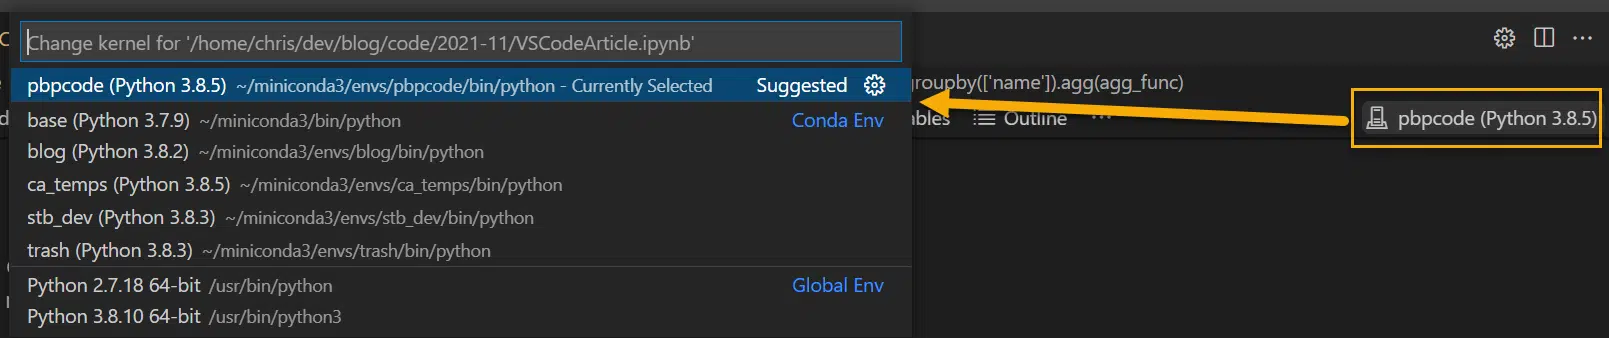 Change kernel for '/home/chris/dev/blog/code/2021-11/VSCodeArticle.ipynb'
pbpcode (Python 3.8.5) ~/miniconda3/envs/pbpcode/bin/python - Currently Selected Suggested
groupby(['name']).agg(agg_func)
base (Python 3.7.9) ~/miniconda3/bin/python Conda Env
ables Outline ...
pbpcode (Python 3.8.5)
blog (Python 3.8.2) ~/miniconda3/envs/blog/bin/python
ca_temps (Python 3.8.5) ~/miniconda3/envs/ca_temps/bin/python
stb_dev (Python 3.8.3) ~/miniconda3/envs/stb_dev/bin/python
trash (Python 3.8.3) ~/miniconda3/envs/trash/bin/python
Python 2.7.18 64-bit /usr/bin/python Global Env
Python 3.8.10 64-bit /usr/bin/python3